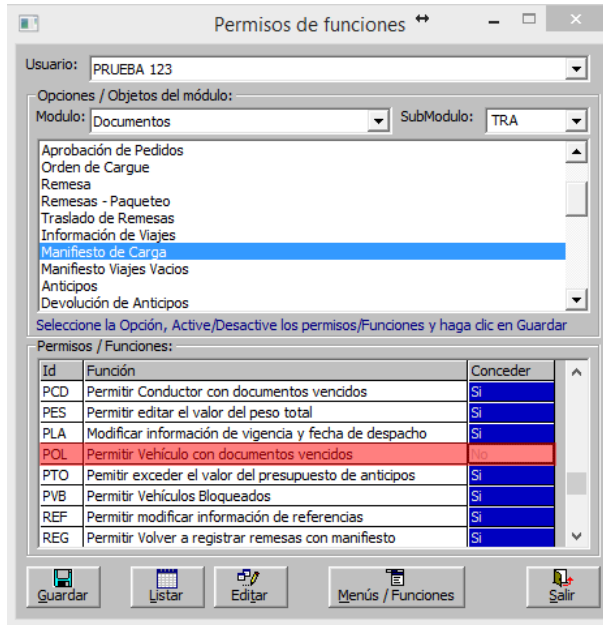 Permisos de funciones
Usuario: PRUEBA 123
Opciones / Objetos del módulo:
Modulo: Documentos SubModulo: TRA
Aprobación de Pedidos
Orden de Cargue
Remesa
Remesas - Paqueteo
Traslado de Remesas
Información de Viajes
Manifiesto de Carga
Manifiesto Viajes Vacios
Anticipos
Devolución de Anticipos
Seleccione la Opción, Active/Desactive los permisos/Funciones y haga clic en Guardar
Permisos / Funciones:
Id Función Conceder
PCD Permitir Conductor con documentos vencidos Si
PES Permitir editar el valor del peso total Si
PLA Modificar información de vigencia y fecha de despacho Si
POL Permitir Vehículo con documentos vencidos No
PTO Pemitir exceder el valor del presupuesto de anticipos Si
PVB Permitir Vehículos Bloqueados Si
REF Permitir modificar información de referencias Si
REG Permitir Volver a registrar remesas con manifiesto Si
Guardar Listar Editar Menús / Funciones Salir